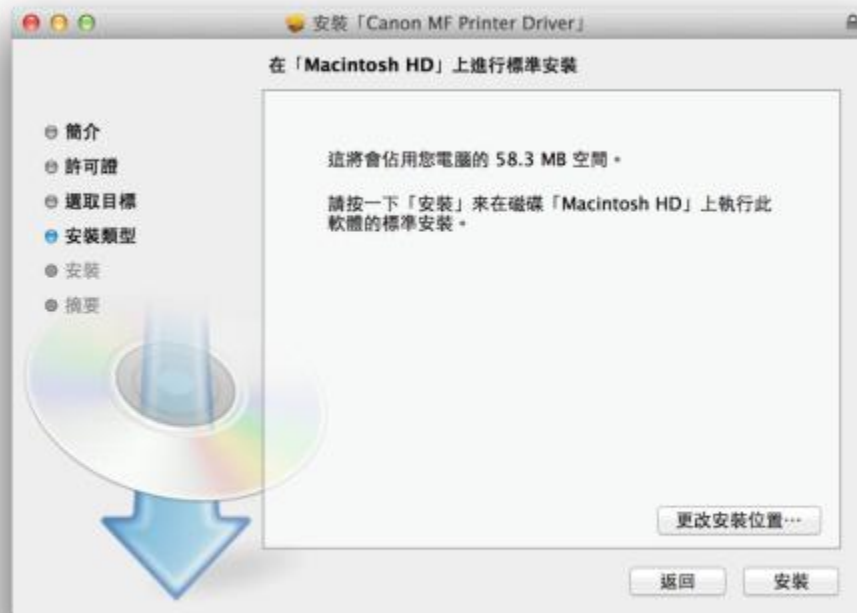 安裝「Canon MF Printer Driver」
在「Macintosh HD」上進行標準安裝
簡介
許可證
選取目標
安裝類型
安裝
摘要
這將會佔用您電腦的 58.3 MB 空間。
請按一下「安裝」來在磁碟「Macintosh HD」上執行此
軟體的標準安裝。
更改安裝位置⋯
返回
安裝